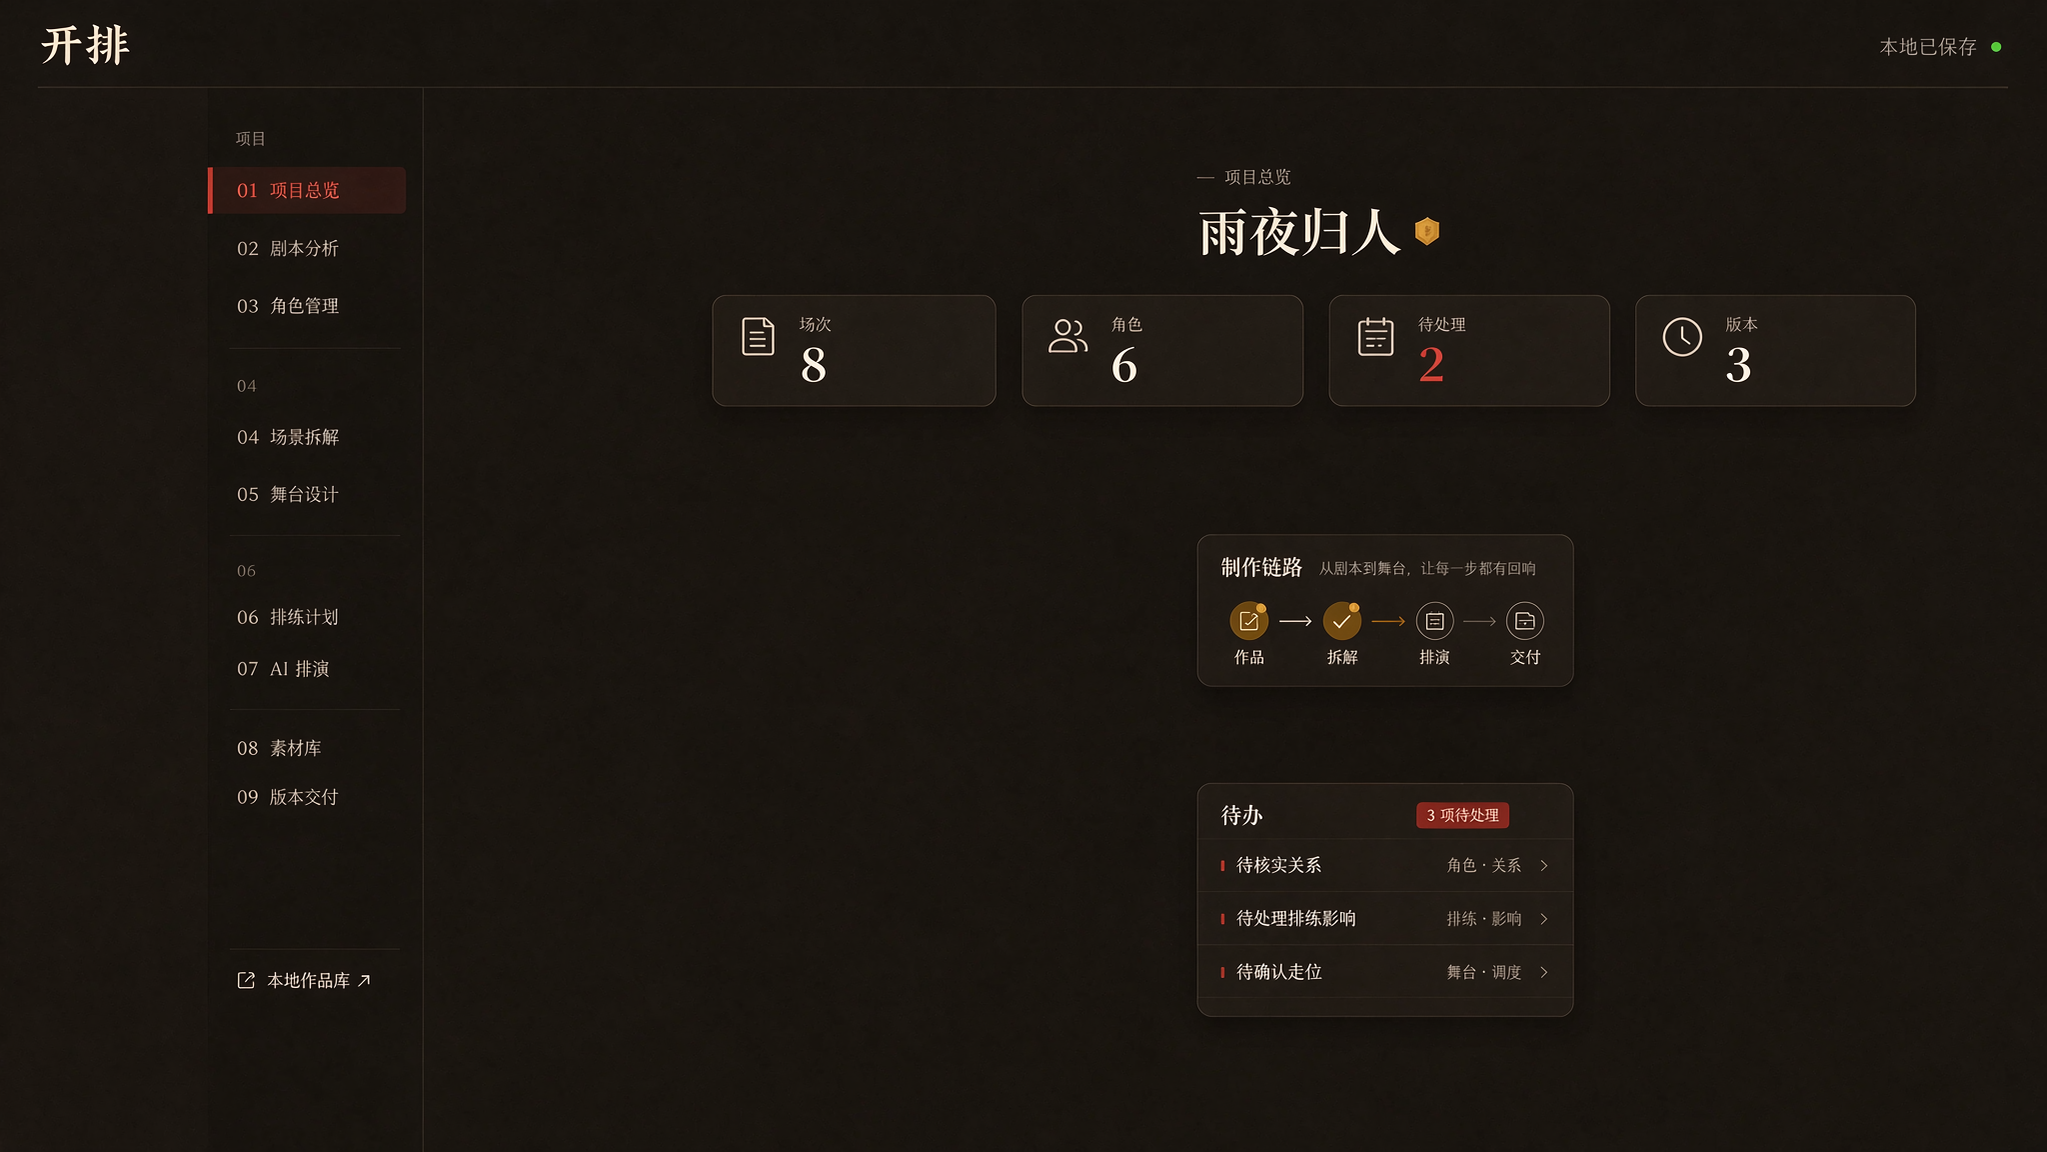 开排
本地已保存
项目
01 项目总览
02 剧本分析
03 角色管理
04
04 场景拆解
05 舞台设计
06
06 排练计划
07 AI 排演
08 素材库
09 版本交付
本地作品库
— 项目总览
雨夜归人
场次
8
角色
6
待处理
2
版本
3
制作链路 从剧本到舞台，让每一步都有回响
作品 拆解 排演 交付
待办 3 项待处理
待核实关系 角色 · 关系
待处理排练影响 排练 · 影响
待确认走位 舞台 · 调度